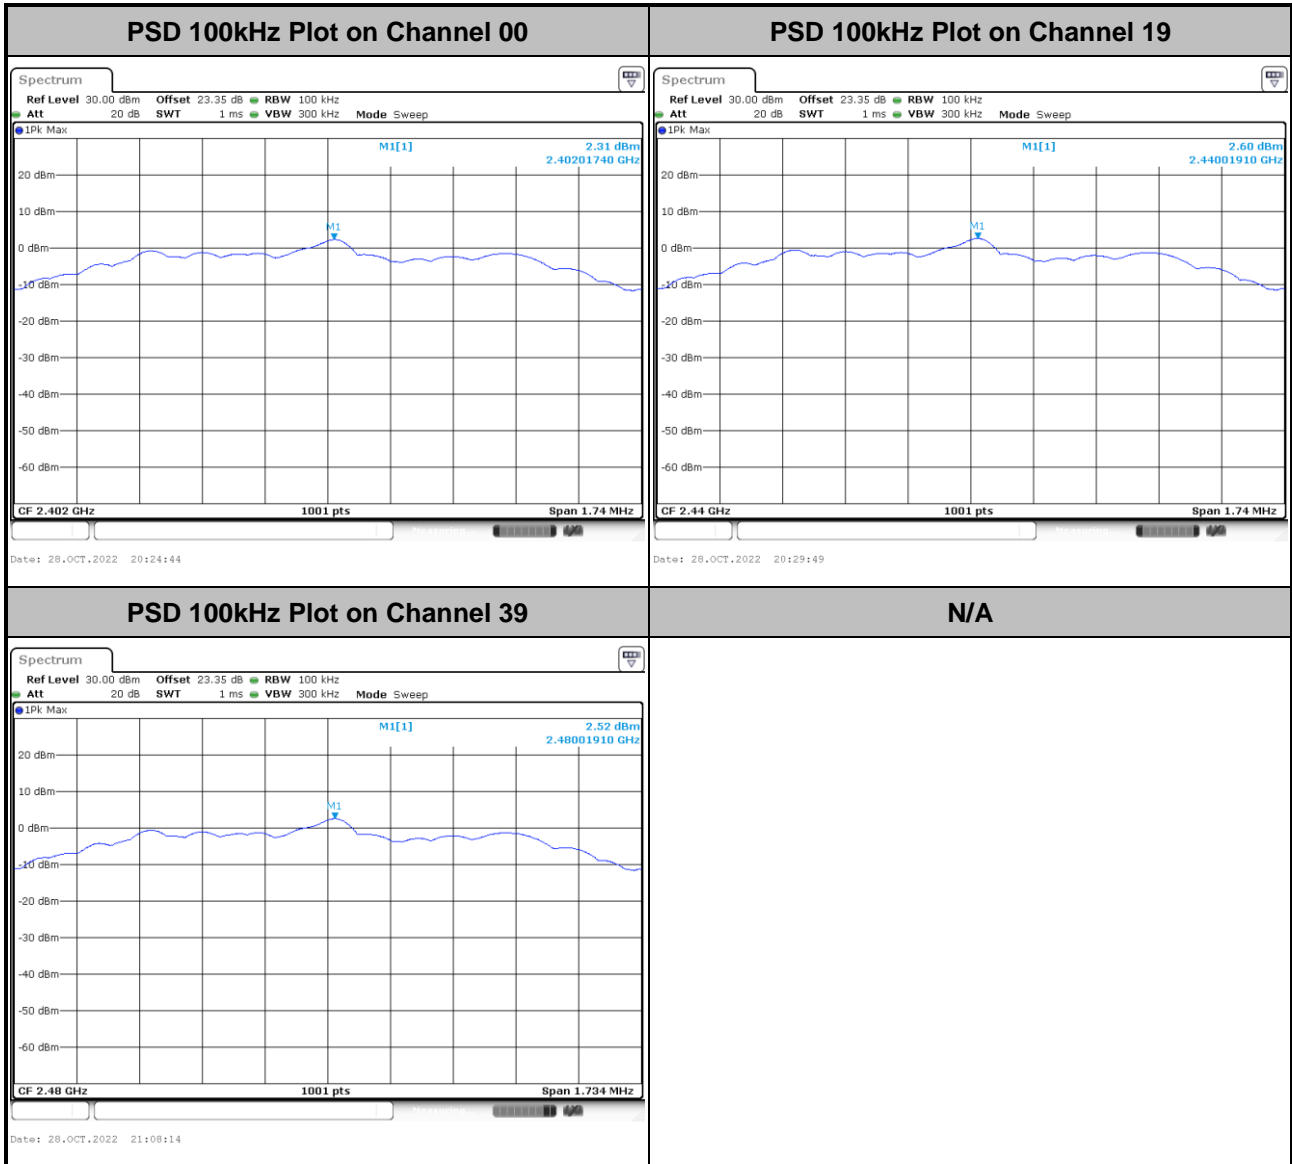 PSD 100kHz Plot on Channel 00
PSD 100kHz Plot on Channel 19
Spectrum
Ref Level 30.00 dBm Offset 23.35 dB RBW 100 kHz
Att 20 dB SWT 1 ms VBW 300 kHz Mode Sweep
1Pk Max
M1[1] 2.31 dBm
2.40201740 GHz
M1
20 dBm
10 dBm
0 dBm
-10 dBm
-20 dBm
-30 dBm
-40 dBm
-50 dBm
-60 dBm
CF 2.402 GHz 1001 pts Span 1.74 MHz
Measuring
Date: 28.OCT.2022 20:24:44
Spectrum
Ref Level 30.00 dBm Offset 23.35 dB RBW 100 kHz
Att 20 dB SWT 1 ms VBW 300 kHz Mode Sweep
1Pk Max
M1[1] 2.60 dBm
2.44001910 GHz
M1
20 dBm
10 dBm
0 dBm
-10 dBm
-20 dBm
-30 dBm
-40 dBm
-50 dBm
-60 dBm
CF 2.44 GHz 1001 pts Span 1.74 MHz
Measuring
Date: 28.OCT.2022 20:29:49
PSD 100kHz Plot on Channel 39
N/A
Spectrum
Ref Level 30.00 dBm Offset 23.35 dB RBW 100 kHz
Att 20 dB SWT 1 ms VBW 300 kHz Mode Sweep
1Pk Max
M1[1] 2.52 dBm
2.48001910 GHz
M1
20 dBm
10 dBm
0 dBm
-10 dBm
-20 dBm
-30 dBm
-40 dBm
-50 dBm
-60 dBm
CF 2.48 GHz 1001 pts Span 1.734 MHz
Measuring
Date: 28.OCT.2022 21:08:14